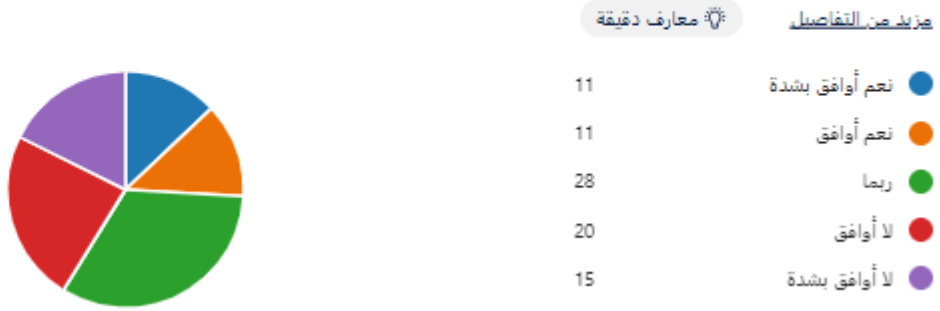 مزيد من التفاصيل معارف دقيقة
نعم أوافق بشدة 11
نعم أوافق 11
ربما 28
لا أوافق 20
لا أوافق بشدة 15